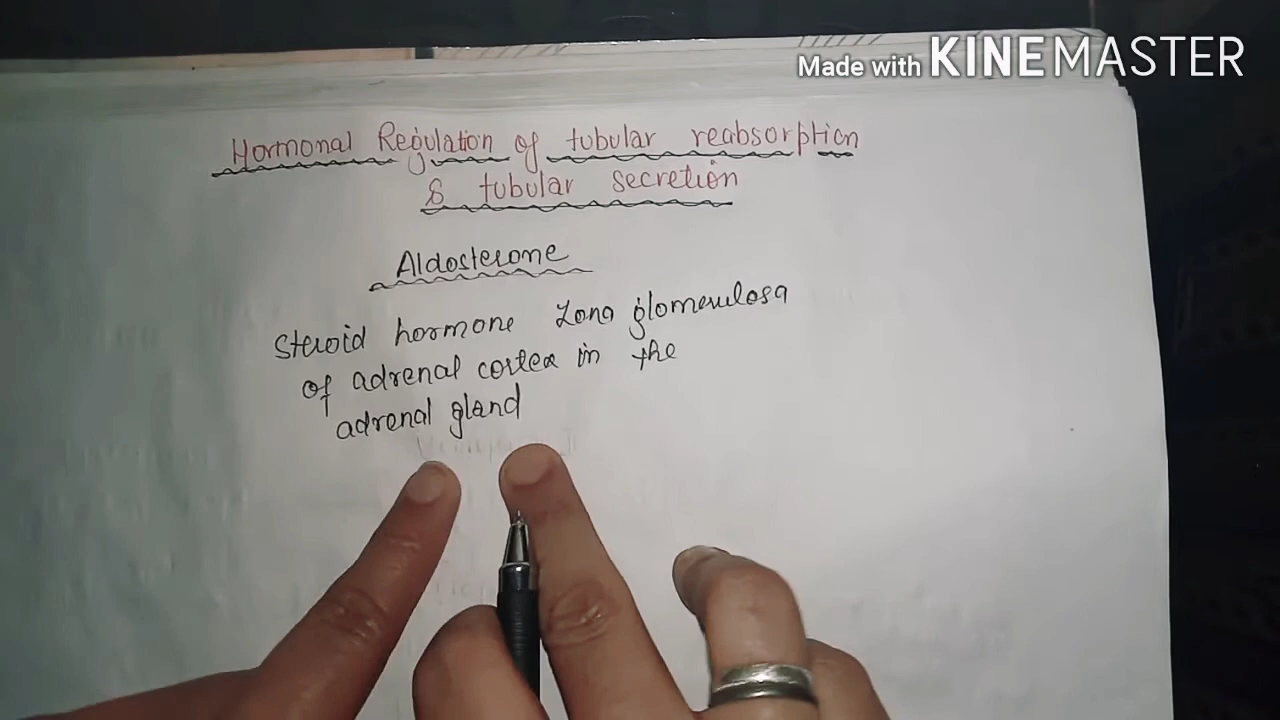 Made with KINEMASTER
Hormonal Regulation of tubular reabsorption
& tubular secretion
Aldosterone
Steroid hormone Zona glomerulosa
of adrenal cortex in the
adrenal gland